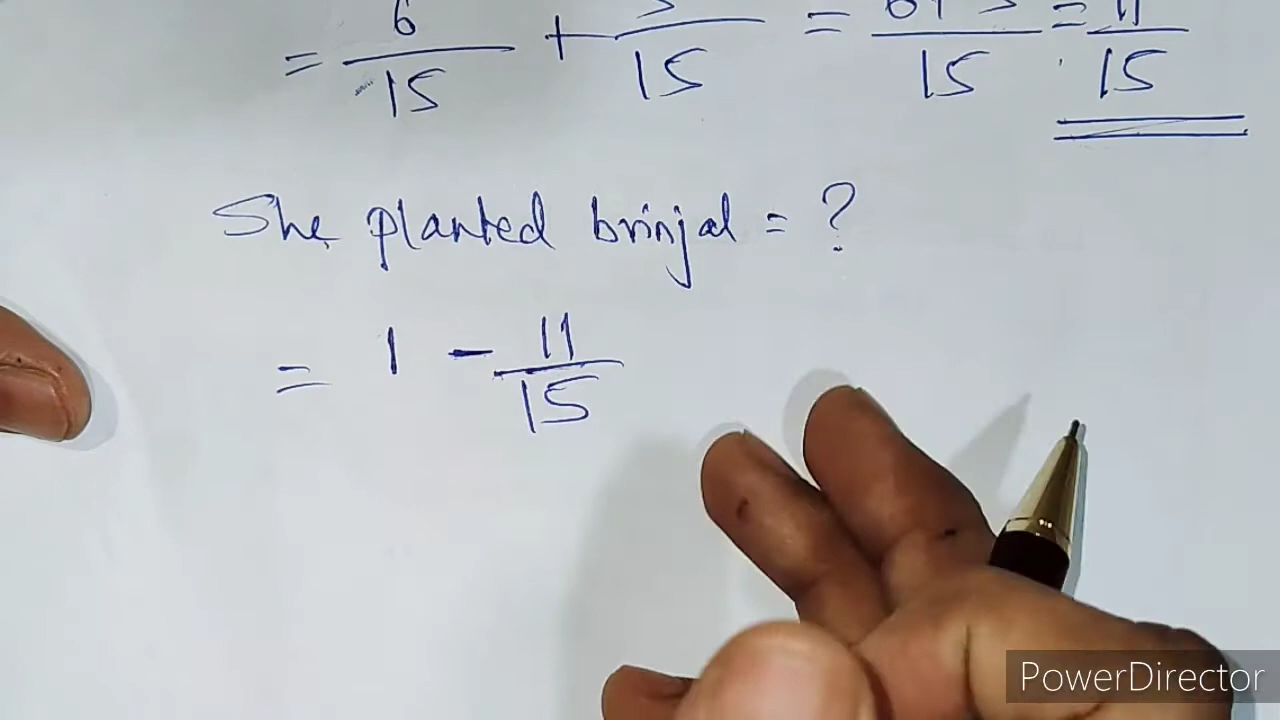 = 6/15 + 5/15 = 6+5/15 = 11/15
She planted brinjal = ?
= 1 - 11/15
PowerDirector